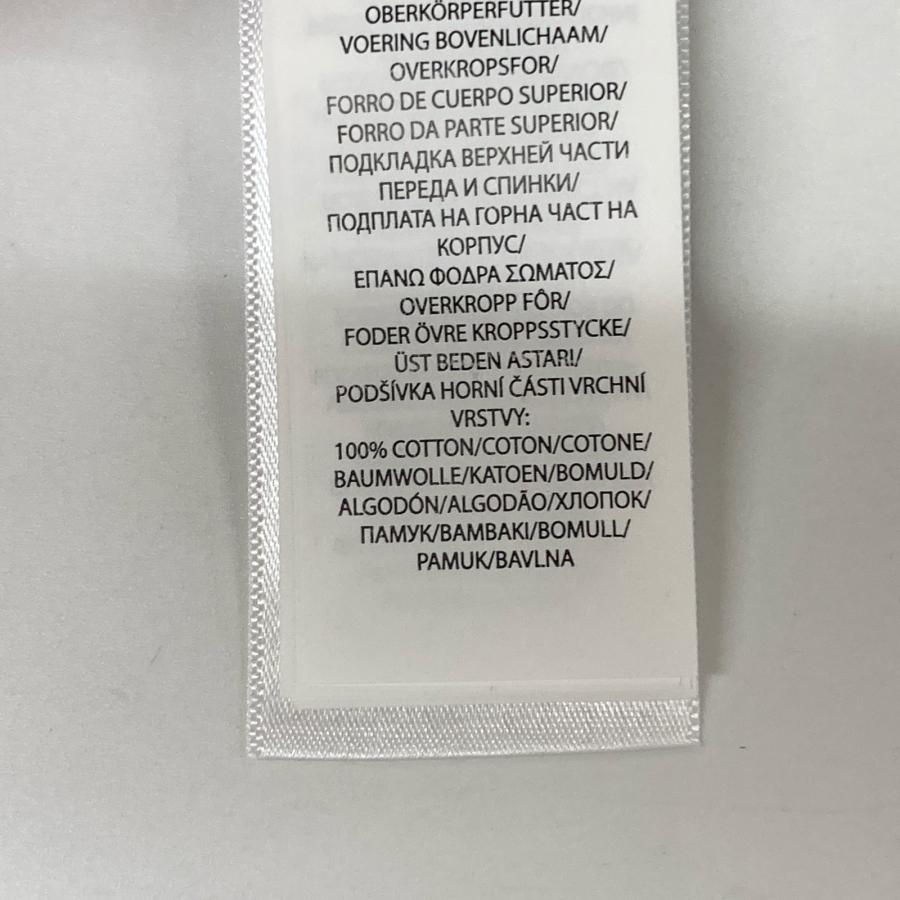 OBERKÖRPERFUTTER/
VOERING BOVENLICHAAM/
OVERKROPSFOR/
FORRO DE CUERPO SUPERIOR/
FORRO DA PARTE SUPERIOR/
ПОДКЛАДКА ВЕРХНЕЙ ЧАСТИ
ПЕРЕДА И СПИНКИ/
ПОДПЛАТА НА ГОРНА ЧАСТ НА
КОРПУС/
ΕΠΑΝΩ ΦΟΔΡΑ ΣΩΜΑΤΟΣ/
OVERKROPP FÔR/
FODER ÖVRE KROPPSSTYCKE/
ÜST BEDEN ASTARI/
PODŠÍVKA HORNÍ ČÁSTI VRCHNÍ
VRSTVY:
100% COTTON/COTON/COTONE/
BAUMWOLLE/KATOEN/BOMULD/
ALGODÓN/ALGODÃO/ХЛОПОК/
ПАМУК/ΒΑΜΒΑΚΙ/BOMULL/
PAMUK/BAVLNA